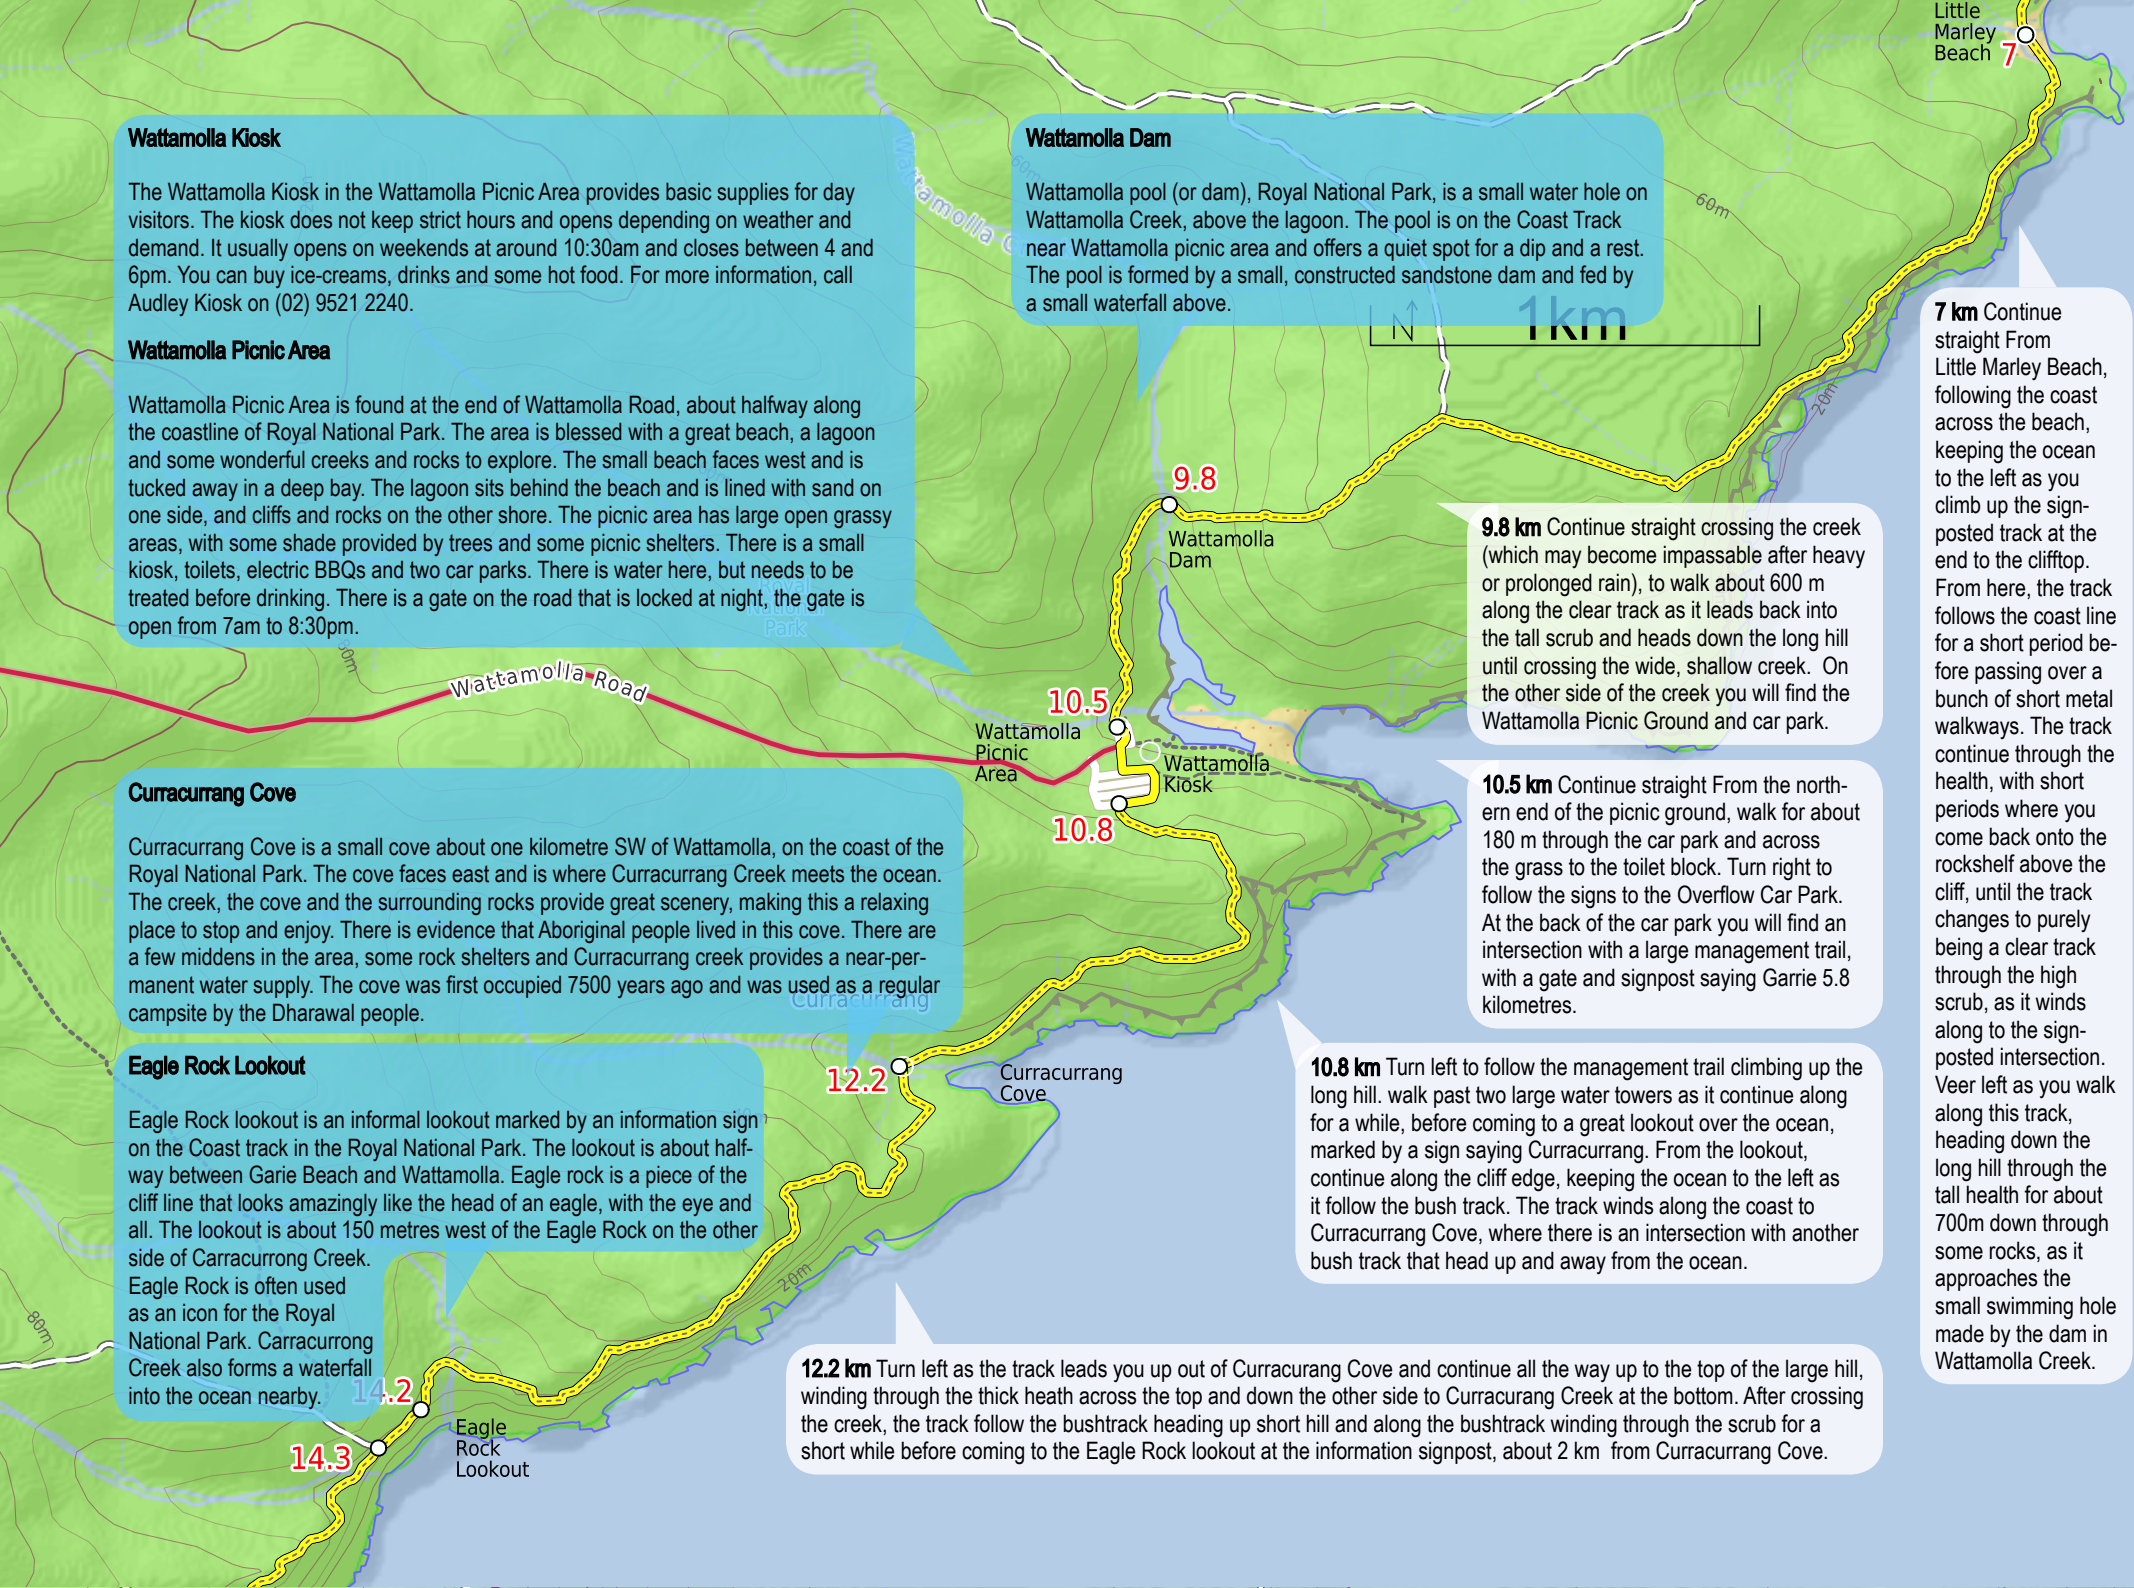 Little
Marley
Beach
7
Wattamolla Kiosk
The Wattamolla Kiosk in the Wattamolla Picnic Area provides basic supplies for day
visitors. The kiosk does not keep strict hours and opens depending on weather and
demand. It usually opens on weekends at around 10:30am and closes between 4 and
6pm. You can buy ice-creams, drinks and some hot food. For more information, call
Audley Kiosk on (02) 9521 2240.
Wattamolla Picnic Area
Wattamolla Picnic Area is found at the end of Wattamolla Road, about halfway along
the coastline of Royal National Park. The area is blessed with a great beach, a lagoon
and some wonderful creeks and rocks to explore. The small beach faces west and is
tucked away in a deep bay. The lagoon sits behind the beach and is lined with sand on
one side, and cliffs and rocks on the other shore. The picnic area has large open grassy
areas, with some shade provided by trees and some picnic shelters. There is a small
kiosk, toilets, electric BBQs and two car parks. There is water here, but needs to be
treated before drinking. There is a gate on the road that is locked at night, the gate is
open from 7am to 8:30pm.
Royal
National
Park
Wattamolla
60m
Wattamolla Dam
Wattamolla pool (or dam), Royal National Park, is a small water hole on
Wattamolla Creek, above the lagoon. The pool is on the Coast Track
near Wattamolla picnic area and offers a quiet spot for a dip and a rest.
The pool is formed by a small, constructed sandstone dam and fed by
a small waterfall above.
N
1km
60m
20m
7 km Continue
straight From
Little Marley Beach,
following the coast
across the beach,
keeping the ocean
to the left as you
climb up the sign-
posted track at the
end to the clifftop.
From here, the track
follows the coast line
for a short period be-
fore passing over a
bunch of short metal
walkways. The track
continue through the
health, with short
periods where you
come back onto the
rockshelf above the
cliff, until the track
changes to purely
being a clear track
through the high
scrub, as it winds
along to the sign-
posted intersection.
Veer left as you walk
along this track,
heading down the
long hill through the
tall health for about
700m down through
some rocks, as it
approaches the
small swimming hole
made by the dam in
Wattamolla Creek.
9.8
Wattamolla
Dam
9.8 km Continue straight crossing the creek
(which may become impassable after heavy
or prolonged rain), to walk about 600 m
along the clear track as it leads back into
the tall scrub and heads down the long hill
until crossing the wide, shallow creek.  On
the other side of the creek you will find the
Wattamolla Picnic Ground and car park.
Wattamolla Road
10.5
Wattamolla
Picnic
Area
Wattamolla
Kiosk
10.8
10.5 km Continue straight From the north-
ern end of the picnic ground, walk for about
180 m through the car park and across
the grass to the toilet block. Turn right to
follow the signs to the Overflow Car Park.
At the back of the car park you will find an
intersection with a large management trail,
with a gate and signpost saying Garrie 5.8
kilometres.
Curracurrang Cove
Curracurrang Cove is a small cove about one kilometre SW of Wattamolla, on the coast of the
Royal National Park. The cove faces east and is where Curracurrang Creek meets the ocean.
The creek, the cove and the surrounding rocks provide great scenery, making this a relaxing
place to stop and enjoy. There is evidence that Aboriginal people lived in this cove. There are
a few middens in the area, some rock shelters and Curracurrang creek provides a near-per-
manent water supply. The cove was first occupied 7500 years ago and was used as a regular
campsite by the Dharawal people.
Curracurrang
12.2
Curracurrang
Cove
10.8 km Turn left to follow the management trail climbing up the
long hill. walk past two large water towers as it continue along
for a while, before coming to a great lookout over the ocean,
marked by a sign saying Curracurrang. From the lookout,
continue along the cliff edge, keeping the ocean to the left as
it follow the bush track. The track winds along the coast to
Curracurrang Cove, where there is an intersection with another
bush track that head up and away from the ocean.
Eagle Rock Lookout
Eagle Rock lookout is an informal lookout marked by an information sign
on the Coast track in the Royal National Park. The lookout is about half-
way between Garie Beach and Wattamolla. Eagle rock is a piece of the
cliff line that looks amazingly like the head of an eagle, with the eye and
all. The lookout is about 150 metres west of the Eagle Rock on the other
side of Carracurrong Creek.
Eagle Rock is often used
as an icon for the Royal
National Park. Carracurrong
Creek also forms a waterfall
into the ocean nearby.
80m
20m
14.2
14.3
Eagle
Rock
Lookout
12.2 km Turn left as the track leads you up out of Curracurang Cove and continue all the way up to the top of the large hill,
winding through the thick heath across the top and down the other side to Curracurang Creek at the bottom. After crossing
the creek, the track follow the bushtrack heading up short hill and along the bushtrack winding through the scrub for a
short while before coming to the Eagle Rock lookout at the information signpost, about 2 km  from Curracurrang Cove.